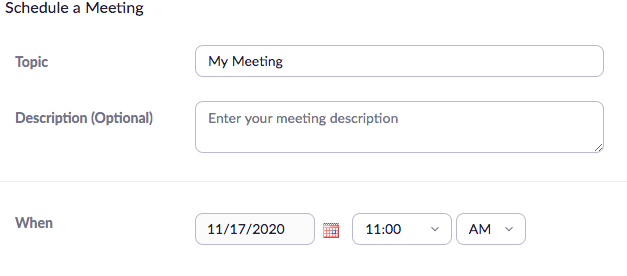 Schedule a Meeting
Topic My Meeting
Description (Optional) Enter your meeting description
When 11/17/2020 11:00 AM